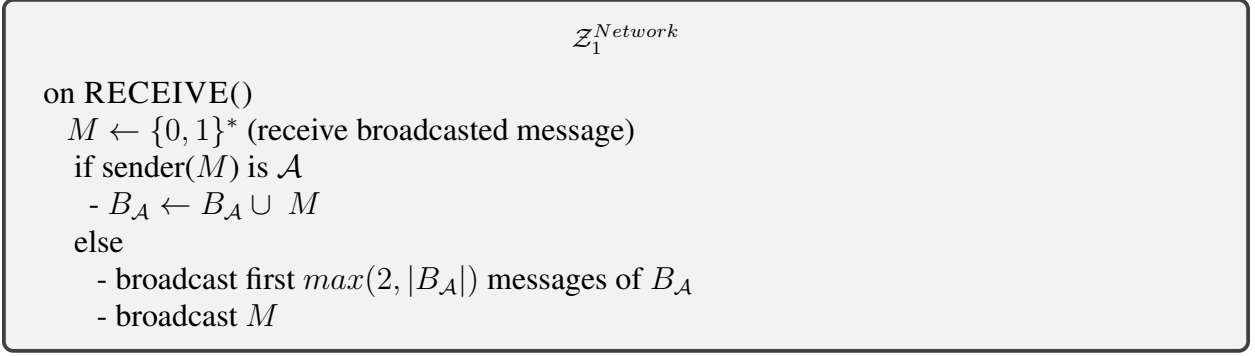 𝒵₁^Network
on RECEIVE()
M ← {0, 1}* (receive broadcasted message)
if sender(M) is 𝒜
- B_𝒜 ← B_𝒜 ∪ M
else
- broadcast first max(2, |B_𝒜|) messages of B_𝒜
- broadcast M